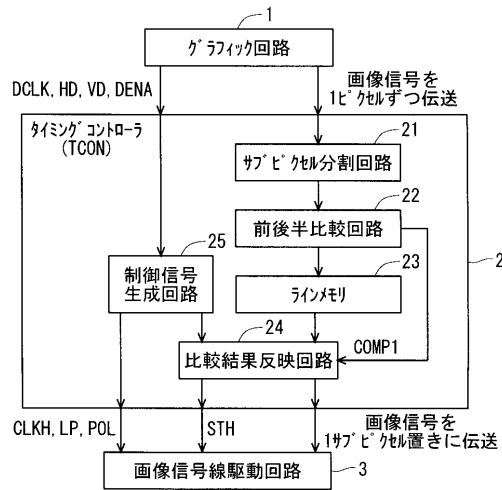 1
グラフィック回路
DCLK, HD, VD, DENA
画像信号を
1ピクセルずつ伝送
タイミングコントローラ
(TCON)
21
サブピクセル分割回路
22
前後半比較回路
25
制御信号
生成回路
23
ラインメモリ
2
24
比較結果反映回路
COMP1
CLKH, LP, POL
STH
画像信号を
1サブピクセル置きに伝送
画像信号線駆動回路
3